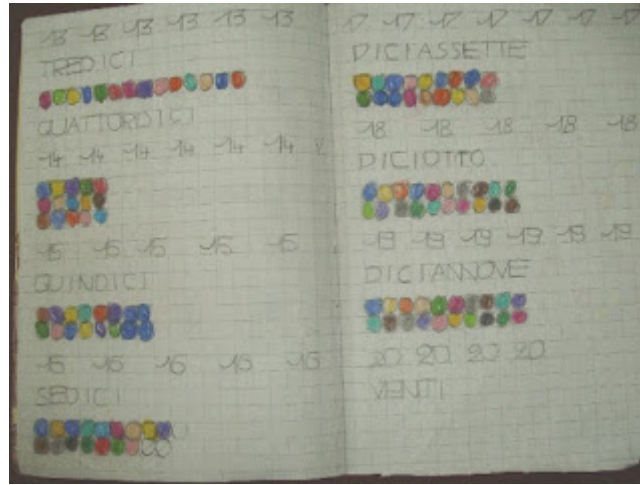 13 13 13 13 13 13
TREDICI
QUATTORDICI
14 14 14 14 14 14
15 15 15 15 15
QUINDICI
16 16 16 16 16
SEDICI
17 17 17 17 17 17 17
DICIASSETTE
18 18 18 18 18
DICIOTTO
19 19 19 19 19 19
DICIANNOVE
20 20 20 20
VENTI